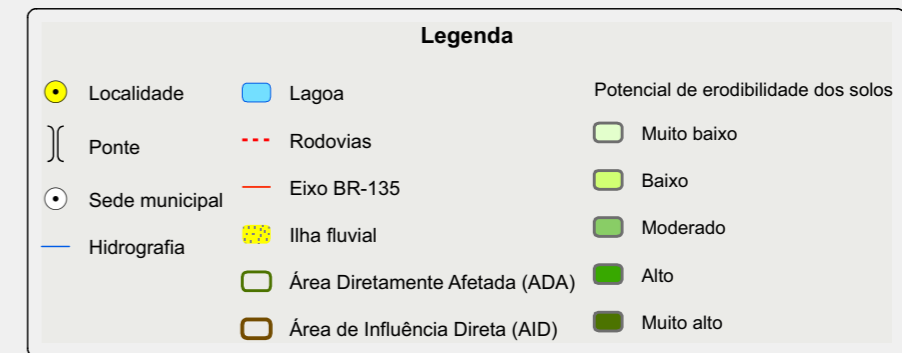 Legenda
Localidade
Ponte
Sede municipal
Hidrografia
Lagoa
Rodovias
Eixo BR-135
Ilha fluvial
Área Diretamente Afetada (ADA)
Área de Influência Direta (AID)
Potencial de erodibilidade dos solos
Muito baixo
Baixo
Moderado
Alto
Muito alto